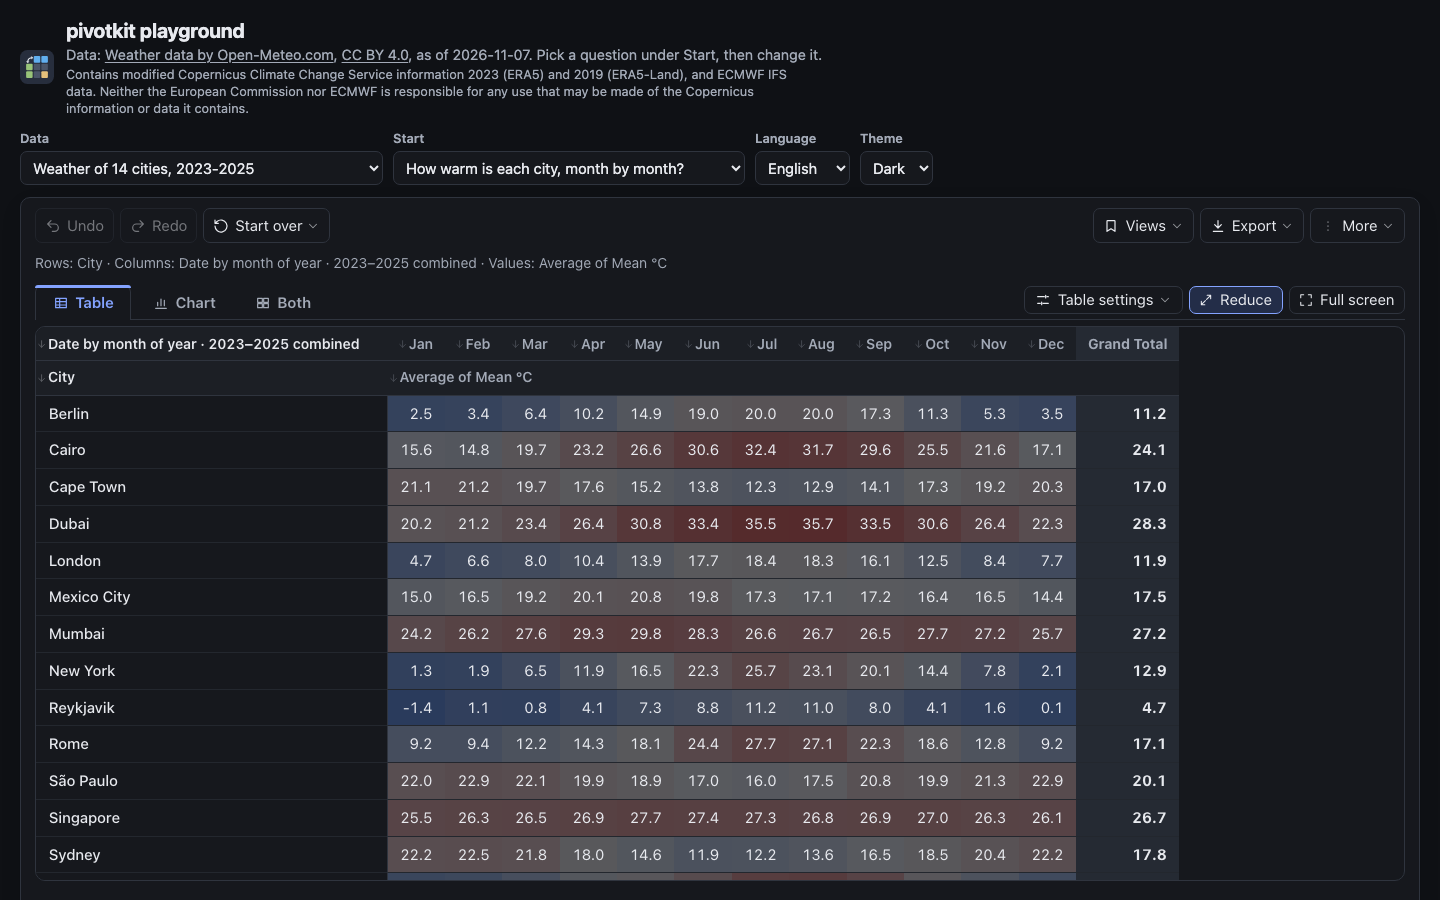 pivotkit playground
Data: Weather data by Open-Meteo.com, CC BY 4.0, as of 2026-11-07. Pick a question under Start, then change it.
Contains modified Copernicus Climate Change Service information 2023 (ERA5) and 2019 (ERA5-Land), and ECMWF IFS
data. Neither the European Commission nor ECMWF is responsible for any use that may be made of the Copernicus
information or data it contains.
Data Start Language Theme
Weather of 14 cities, 2023-2025 How warm is each city, month by month? English Dark
Undo Redo Start over Views Export More
Rows: City · Columns: Date by month of year · 2023–2025 combined · Values: Average of Mean °C
Table Chart Both Table settings Reduce Full screen
↓ Date by month of year · 2023–2025 combined ↓ Jan ↓ Feb ↓ Mar ↓ Apr ↓ May ↓ Jun ↓ Jul ↓ Aug ↓ Sep ↓ Oct ↓ Nov ↓ Dec Grand Total
↓ City ↓ Average of Mean °C
Berlin 2.5 3.4 6.4 10.2 14.9 19.0 20.0 20.0 17.3 11.3 5.3 3.5 11.2
Cairo 15.6 14.8 19.7 23.2 26.6 30.6 32.4 31.7 29.6 25.5 21.6 17.1 24.1
Cape Town 21.1 21.2 19.7 17.6 15.2 13.8 12.3 12.9 14.1 17.3 19.2 20.3 17.0
Dubai 20.2 21.2 23.4 26.4 30.8 33.4 35.5 35.7 33.5 30.6 26.4 22.3 28.3
London 4.7 6.6 8.0 10.4 13.9 17.7 18.4 18.3 16.1 12.5 8.4 7.7 11.9
Mexico City 15.0 16.5 19.2 20.1 20.8 19.8 17.3 17.1 17.2 16.4 16.5 14.4 17.5
Mumbai 24.2 26.2 27.6 29.3 29.8 28.3 26.6 26.7 26.5 27.7 27.2 25.7 27.2
New York 1.3 1.9 6.5 11.9 16.5 22.3 25.7 23.1 20.1 14.4 7.8 2.1 12.9
Reykjavik -1.4 1.1 0.8 4.1 7.3 8.8 11.2 11.0 8.0 4.1 1.6 0.1 4.7
Rome 9.2 9.4 12.2 14.3 18.1 24.4 27.7 27.1 22.3 18.6 12.8 9.2 17.1
São Paulo 22.0 22.9 22.1 19.9 18.9 17.0 16.0 17.5 20.8 19.9 21.3 22.9 20.1
Singapore 25.5 26.3 26.5 26.9 27.7 27.4 27.3 26.8 26.9 27.0 26.3 26.1 26.7
Sydney 22.2 22.5 21.8 18.0 14.6 11.9 12.2 13.6 16.5 18.5 20.4 22.2 17.8